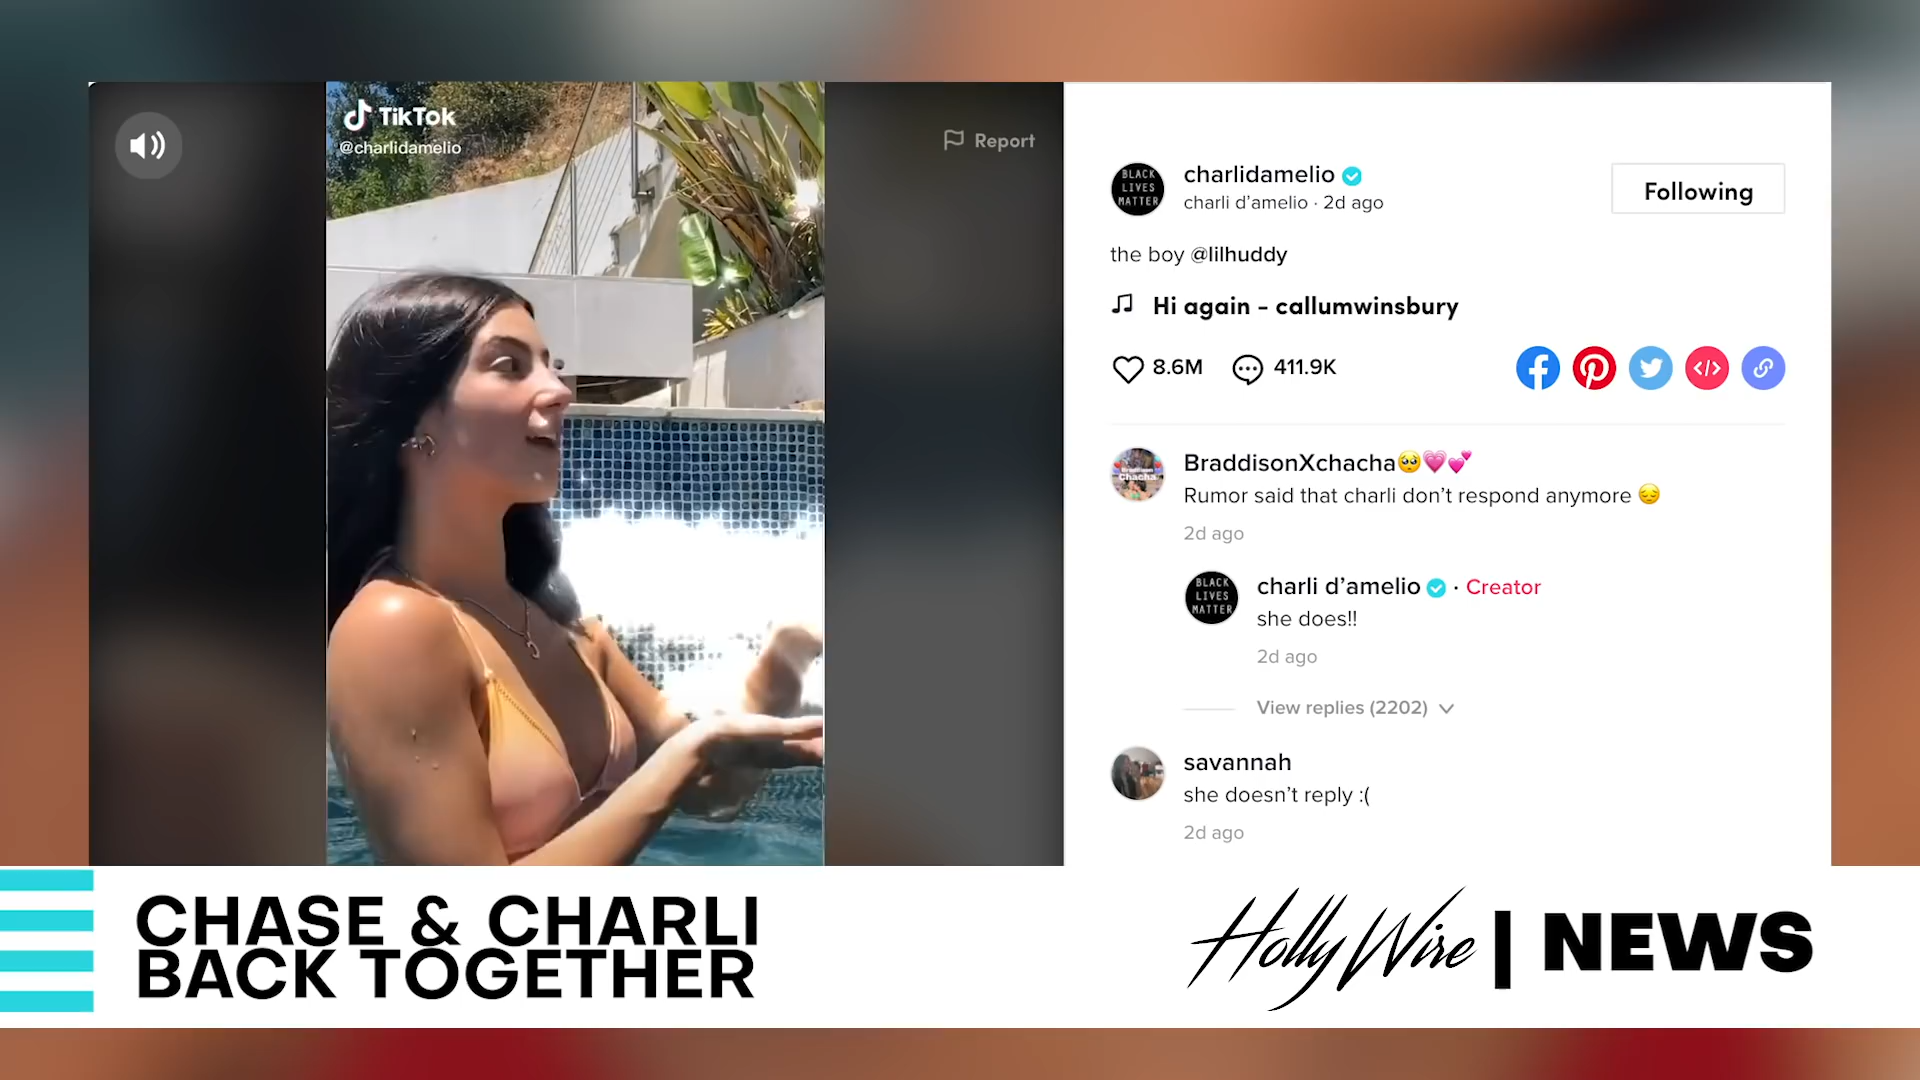 TikTok
@charlidamelio
Report
BLACK
LIVES
MATTER
charlidamelio
charli d’amelio · 2d ago
Following
the boy @lilhuddy
Hi again - callumwinsbury
8.6M
411.9K
BraddisonXchacha🥺💗💕
Rumor said that charli don’t respond anymore 😔
2d ago
BLACK
LIVES
MATTER
charli d’amelio · Creator
she does!!
2d ago
View replies (2202)
savannah
she doesn’t reply :(
2d ago
CHASE & CHARLI
BACK TOGETHER
HollyWire | NEWS